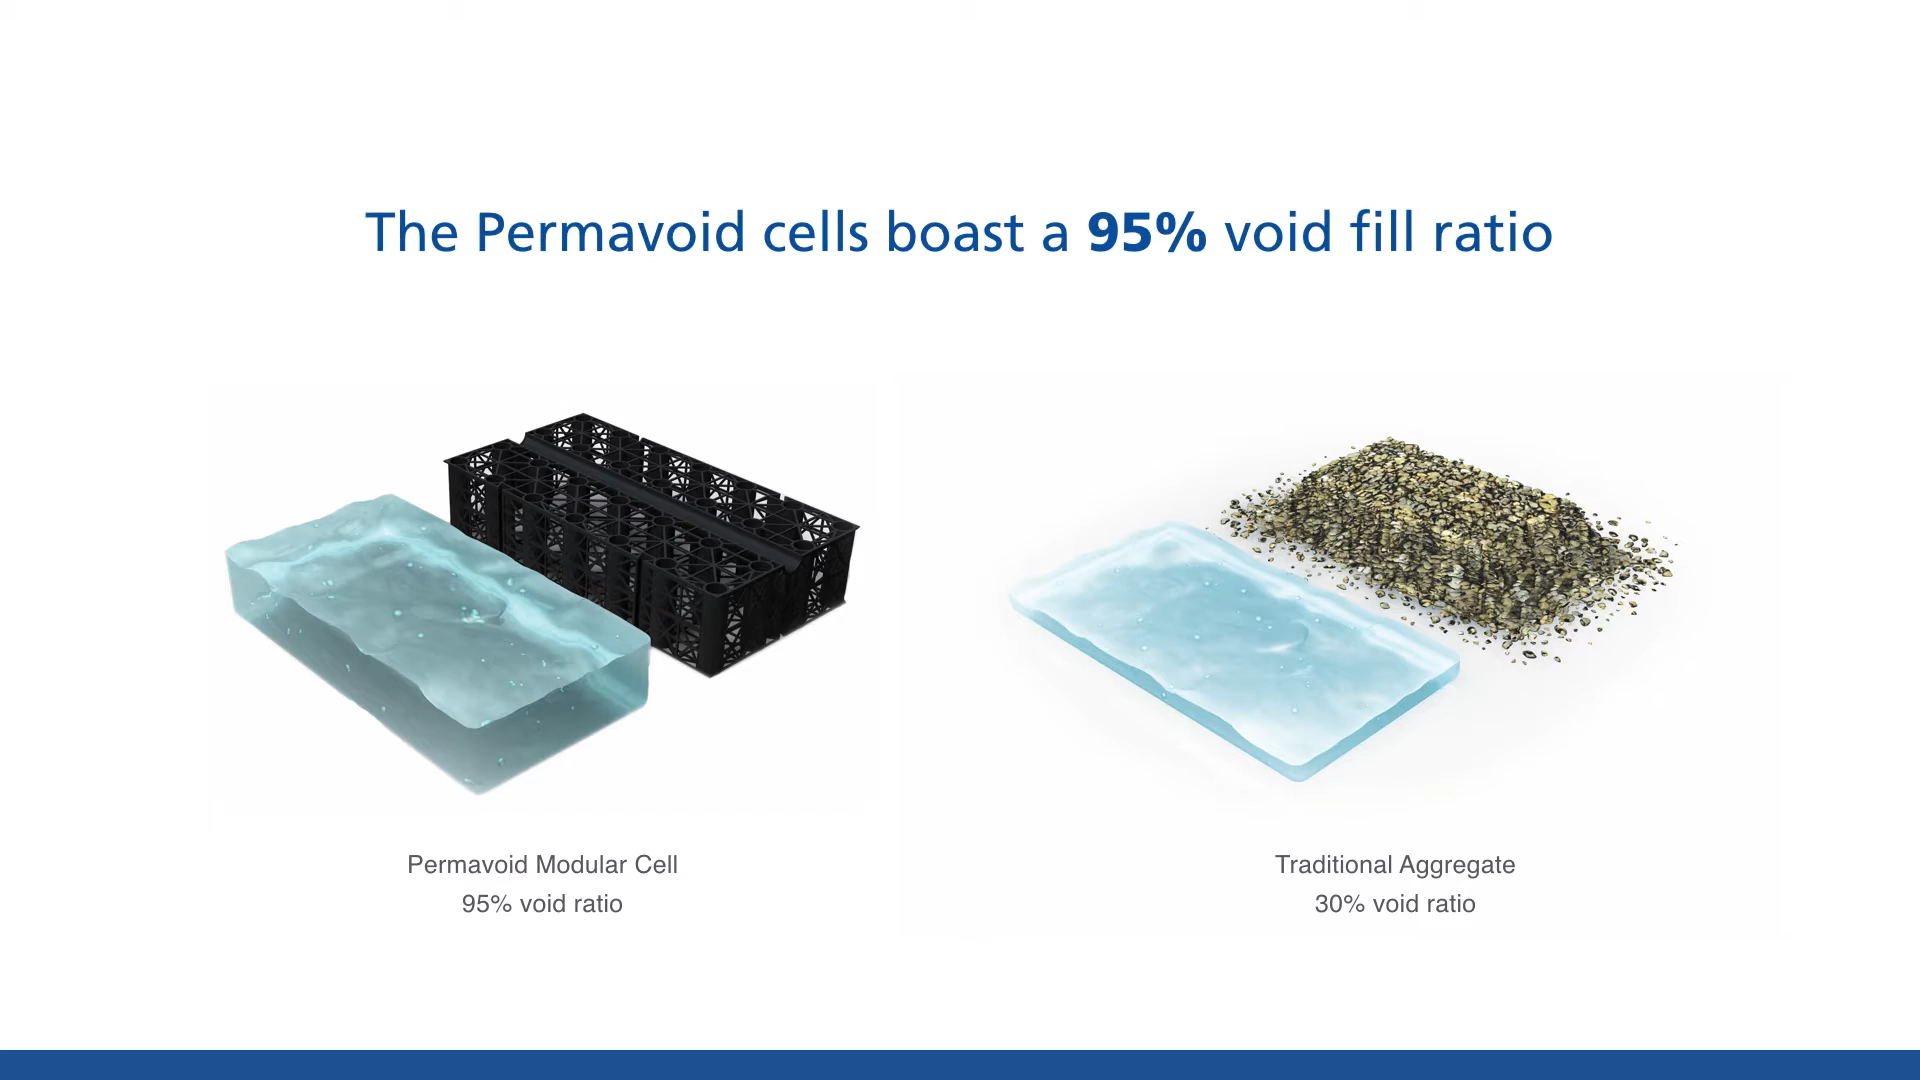 The Permavoid cells boast a 95% void fill ratio
Permavoid Modular Cell
95% void ratio
Traditional Aggregate
30% void ratio